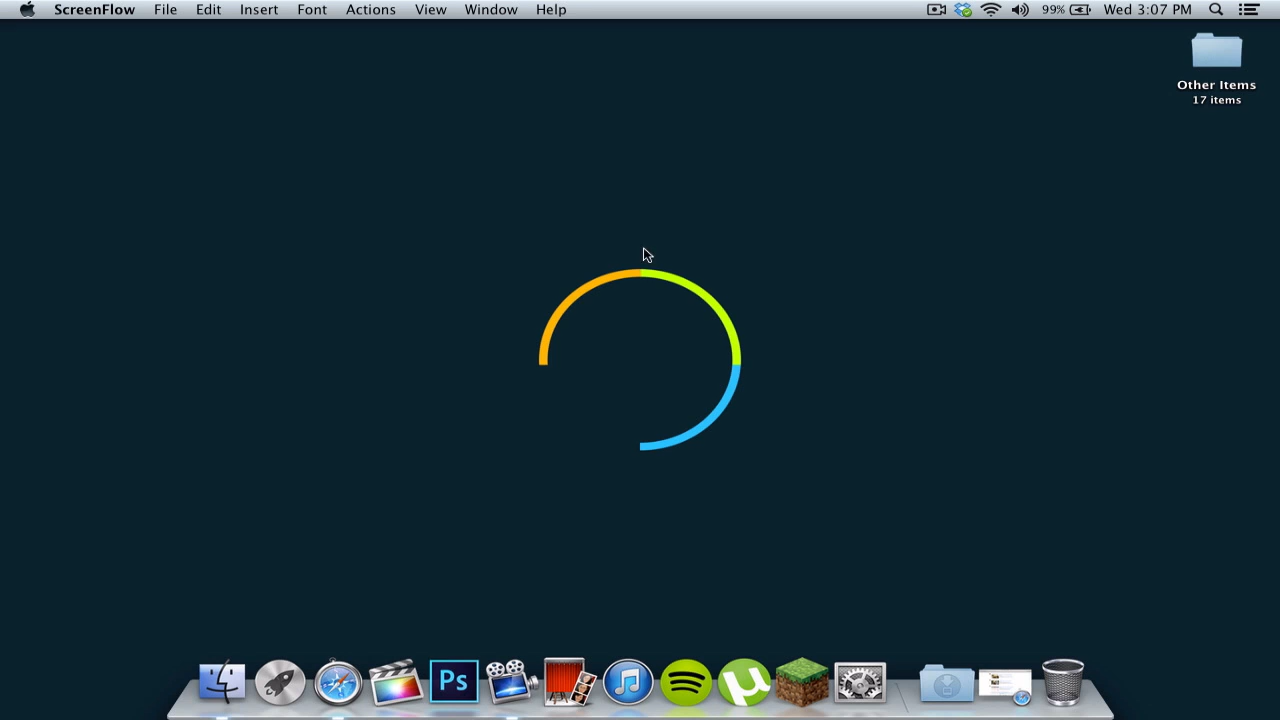 ScreenFlow File Edit Insert Font Actions View Window Help 99% Wed 3:07 PM
Other Items
17 items
Ps